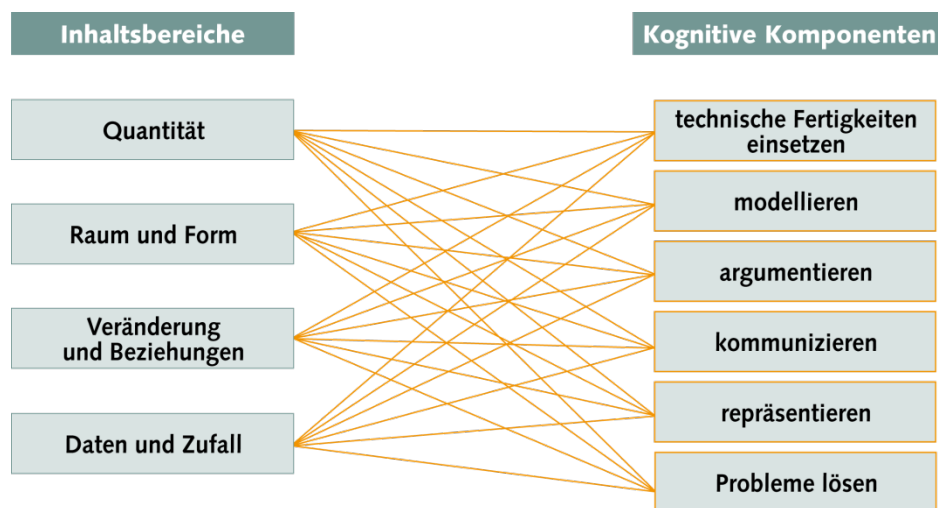 Inhaltsbereiche
Quantität
Raum und Form
Veränderung
und Beziehungen
Daten und Zufall
Kognitive Komponenten
technische Fertigkeiten
einsetzen
modellieren
argumentieren
kommunizieren
repräsentieren
Probleme lösen